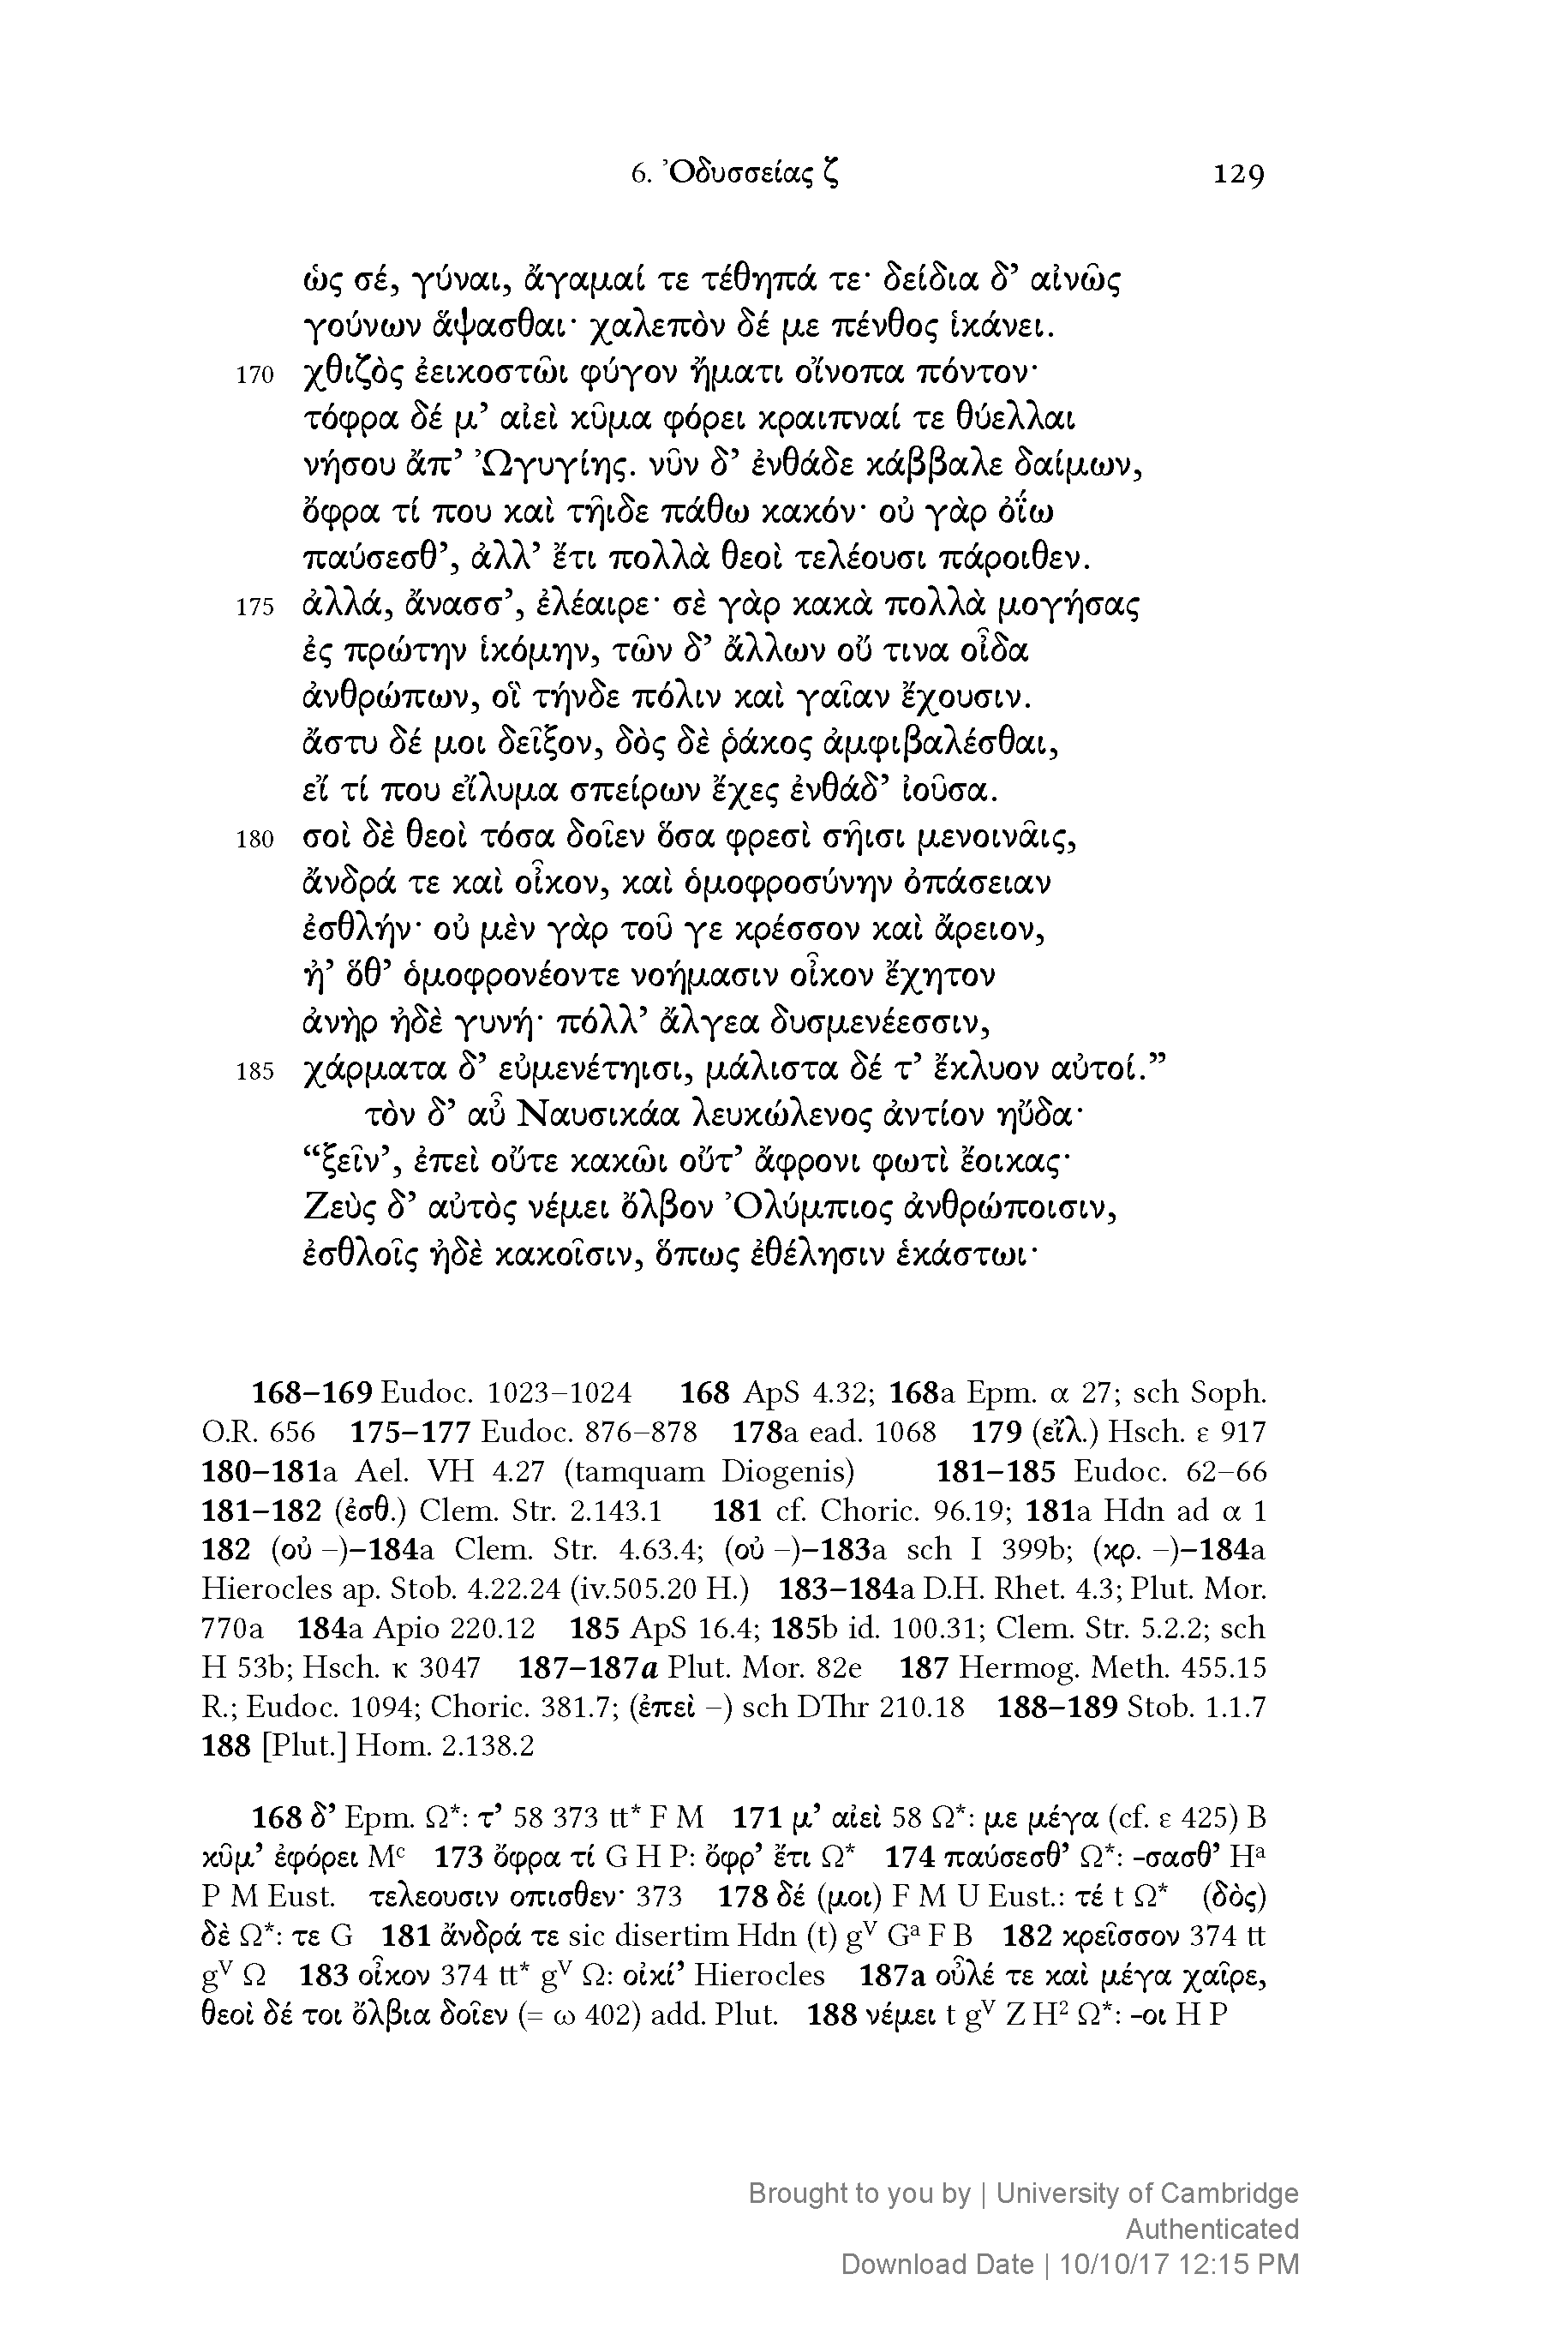 6. Ὀδυσσείας ζ 129
ὡς σέ, γύναι, ἄγαμαί τε τέθηπά τε· δείδια δ’ αἰνῶς
γούνων ἅψασθαι· χαλεπὸν δέ με πένθος ἱκάνει.
170 χθιζὸς ἐεικοστῶι φύγον ἤματι οἴνοπα πόντον·
τόφρα δέ μ’ αἰεὶ κῦμα φόρει κραιπναί τε θύελλαι
νήσου ἄπ’ Ὠγυγίης. νῦν δ’ ἐνθάδε κάββαλε δαίμων,
ὄφρα τί που καὶ τῆιδε πάθω κακόν· οὐ γὰρ ὀΐω
παύσεσθ’, ἀλλ’ ἔτι πολλὰ θεοὶ τελέουσι πάροιθεν.
175 ἀλλά, ἄνασσ’, ἐλέαιρε· σὲ γὰρ κακὰ πολλὰ μογήσας
ἐς πρώτην ἱκόμην, τῶν δ’ ἄλλων οὔ τινα οἶδα
ἀνθρώπων, οἳ τήνδε πόλιν καὶ γαῖαν ἔχουσιν.
ἄστυ δέ μοι δεῖξον, δὸς δὲ ῥάκος ἀμφιβαλέσθαι,
εἴ τί που εἴλυμα σπείρων ἔχες ἐνθάδ’ ἰοῦσα.
180 σοὶ δὲ θεοὶ τόσα δοῖεν ὅσα φρεσὶ σῆισι μενοινᾶις,
ἄνδρά τε καὶ οἶκον, καὶ ὁμοφροσύνην ὀπάσειαν
ἐσθλήν· οὐ μὲν γὰρ τοῦ γε κρέσσον καὶ ἄρειον,
ἠ’ ὅθ’ ὁμοφρονέοντε νοήμασιν οἶκον ἔχητον
ἀνὴρ ἠδὲ γυνή· πόλλ’ ἄλγεα δυσμενέεσσιν,
185 χάρματα δ’ εὐμενέτηισι, μάλιστα δέ τ’ ἔκλυον αὐτοί.”
τὸν δ’ αὖ Ναυσικάα λευκώλενος ἀντίον ηὔδα·
“ξεῖν’, ἐπεὶ οὔτε κακῶι οὔτ’ ἄφρονι φωτὶ ἔοικας·
Ζεὺς δ’ αὐτὸς νέμει ὄλβον Ὀλύμπιος ἀνθρώποισιν,
ἐσθλοῖς ἠδὲ κακοῖσιν, ὅπως ἐθέλησιν ἑκάστωι·
168–169 Eudoc. 1023–1024 168 ApS 4.32; 168a Epm. α 27; sch Soph.
O.R. 656 175–177 Eudoc. 876–878 178a ead. 1068 179 (εἴλ.) Hsch. ε 917
180–181a Ael. VH 4.27 (tamquam Diogenis) 181–185 Eudoc. 62–66
181–182 (ἐσθ.) Clem. Str. 2.143.1 181 cf. Choric. 96.19; 181a Hdn ad α 1
182 (οὐ –)–184a Clem. Str. 4.63.4; (οὐ –)–183a sch I 399b; (κρ. –)–184a
Hierocles ap. Stob. 4.22.24 (iv.505.20 H.) 183–184a D.H. Rhet. 4.3; Plut. Mor.
770a 184a Apio 220.12 185 ApS 16.4; 185b id. 100.31; Clem. Str. 5.2.2; sch
H 53b; Hsch. κ 3047 187–187a Plut. Mor. 82e 187 Hermog. Meth. 455.15
R.; Eudoc. 1094; Choric. 381.7; (ἐπεὶ –) sch DThr 210.18 188–189 Stob. 1.1.7
188 [Plut.] Hom. 2.138.2
168 δ’ Epm. Ω*: τ’ 58 373 tt* F M 171 μ’ αἰεὶ 58 Ω*: με μέγα (cf. ε 425) B
κῦμ’ ἐφόρει Mᶜ 173 ὄφρα τί G H P: ὄφρ’ ἔτι Ω* 174 παύσεσθ’ Ω*: -σασθ’ Hᵃ
P M Eust. τελεουσιν οπισθεν· 373 178 δέ (μοι) F M U Eust.: τέ t Ω* (δὸς)
δὲ Ω*: τε G 181 ἄνδρά τε sic disertim Hdn (t) gᵛ Gᵃ F B 182 κρεῖσσον 374 tt
gᵛ Ω 183 οἶκον 374 tt* gᵛ Ω: οἰκί’ Hierocles 187a οὖλέ τε καὶ μέγα χαῖρε,
θεοὶ δέ τοι ὄλβια δοῖεν (= ω 402) add. Plut. 188 νέμει t gᵛ Z H² Ω*: -οι H P
Brought to you by | University of Cambridge
Authenticated
Download Date | 10/10/17 12:15 PM